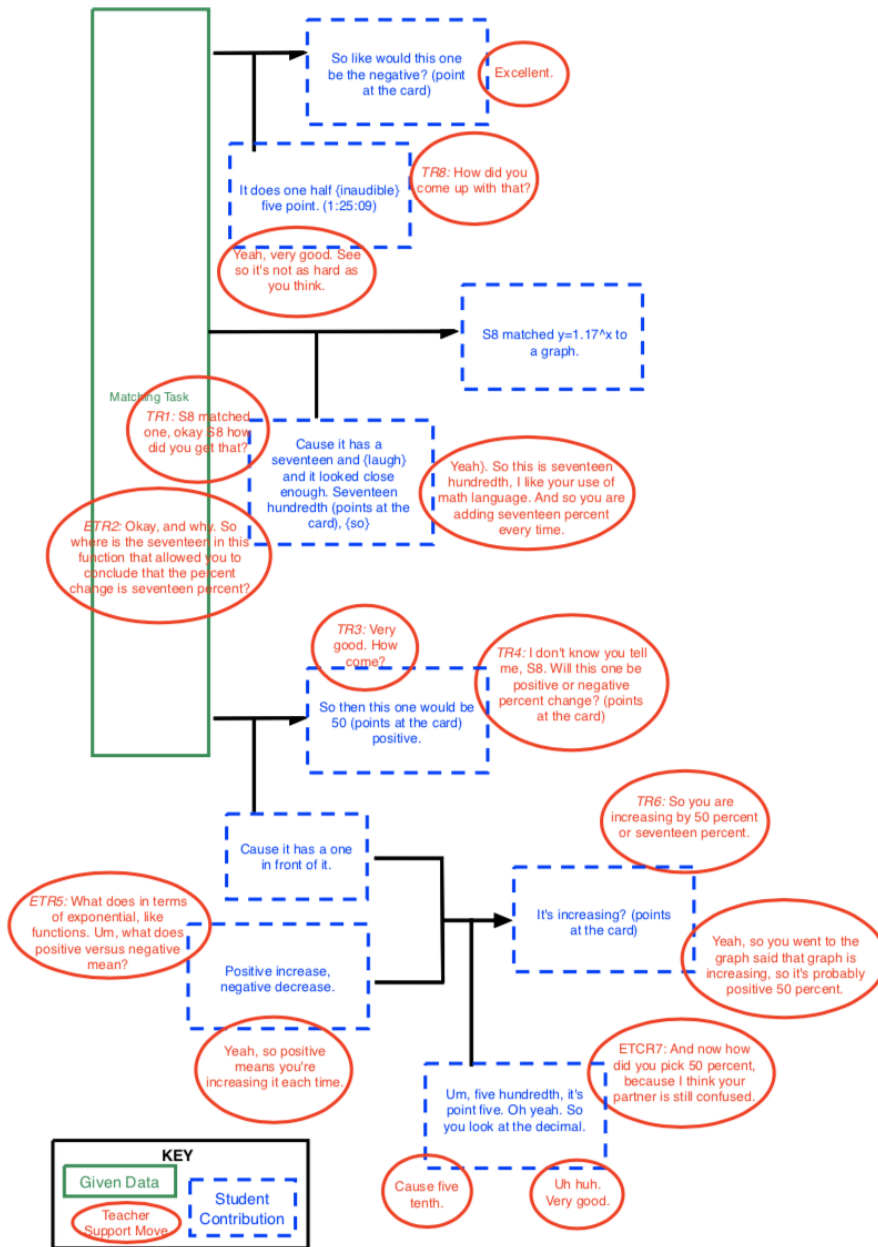 So like would this one
be the negative? (point
at the card)
Excellent.
It does one half {inaudible}
five point. (1:25:09)
TR8: How did you
come up with that?
Yeah, very good. See
so it's not as hard as
you think.
S8 matched y=1.17^x to
a graph.
Matching Task
TR1: S8 matched
one, okay S8 how
did you get that?
Cause it has a
seventeen and {laugh}
and it looked close
enough. Seventeen
hundredth (points at the
card), {so}
Yeah}. So this is seventeen
hundredth, I like your use of
math language. And so you are
adding seventeen percent
every time.
ETR2: Okay, and why. So
where is the seventeen in this
function that allowed you to
conclude that the percent
change is seventeen percent?
TR3: Very
good. How
come?
TR4: I don't know you tell
me, S8. Will this one be
positive or negative
percent change? (points
at the card)
So then this one would be
50 (points at the card)
positive.
TR6: So you are
increasing by 50 percent
or seventeen percent.
Cause it has a one
in front of it.
ETR5: What does in terms
of exponential, like
functions. Um, what does
positive versus negative
mean?
It's increasing? (points
at the card)
Yeah, so you went to the
graph said that graph is
increasing, so it's probably
positive 50 percent.
Positive increase,
negative decrease.
Yeah, so positive
means you're
increasing it each time.
ETCR7: And now how
did you pick 50 percent,
because I think your
partner is still confused.
Um, five hundredth, it's
point five. Oh yeah. So
you look at the decimal.
Cause five
tenth.
Uh huh.
Very good.
KEY
Given Data
Teacher
Support Move
Student
Contribution